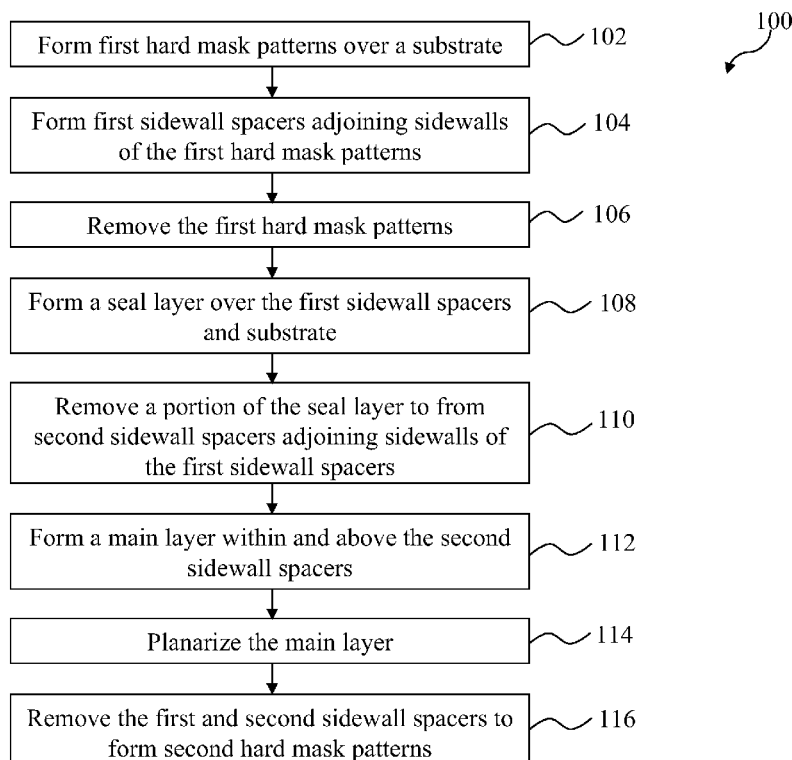 100
Form first hard mask patterns over a substrate
102
Form first sidewall spacers adjoining sidewalls
of the first hard mask patterns
104
Remove the first hard mask patterns
106
Form a seal layer over the first sidewall spacers
and substrate
108
Remove a portion of the seal layer to from
second sidewall spacers adjoining sidewalls of
the first sidewall spacers
110
Form a main layer within and above the second
sidewall spacers
112
Planarize the main layer
114
Remove the first and second sidewall spacers to
form second hard mask patterns
116